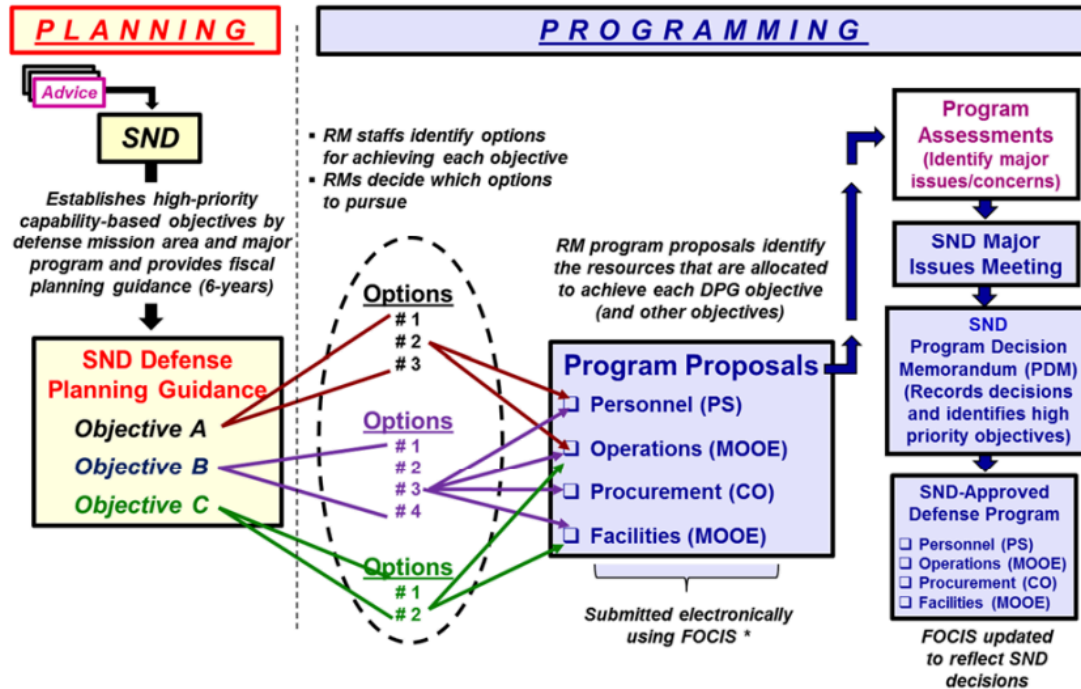 PLANNING
PROGRAMMING
Advice
SND
Establishes high-priority
capability-based objectives by
defense mission area and major
program and provides fiscal
planning guidance (6-years)
SND Defense
Planning Guidance
Objective A
Objective B
Objective C
▪ RM staffs identify options
for achieving each objective
▪ RMs decide which options
to pursue
Options
# 1
# 2
# 3
Options
# 1
# 2
# 3
# 4
Options
# 1
# 2
RM program proposals identify
the resources that are allocated
to achieve each DPG objective
(and other objectives)
Program Proposals
❑ Personnel (PS)
❑ Operations (MOOE)
❑ Procurement (CO)
❑ Facilities (MOOE)
Submitted electronically
using FOCIS *
Program
Assessments
(Identify major
issues/concerns)
SND Major
Issues Meeting
SND
Program Decision
Memorandum (PDM)
(Records decisions
and identifies high
priority objectives)
SND-Approved
Defense Program
❑ Personnel (PS)
❑ Operations (MOOE)
❑ Procurement (CO)
❑ Facilities (MOOE)
FOCIS updated
to reflect SND
decisions